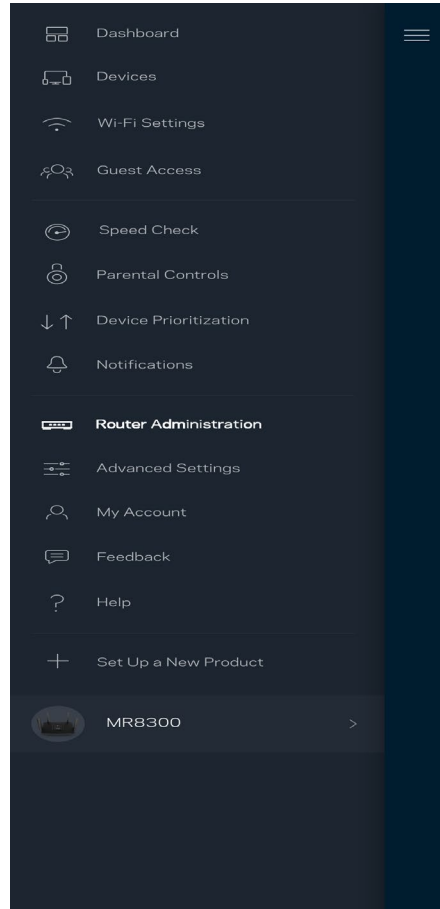 Dashboard
Devices
Wi-Fi Settings
Guest Access
Speed Check
Parental Controls
Device Prioritization
Notifications
Router Administration
Advanced Settings
My Account
Feedback
Help
Set Up a New Product
MR8300